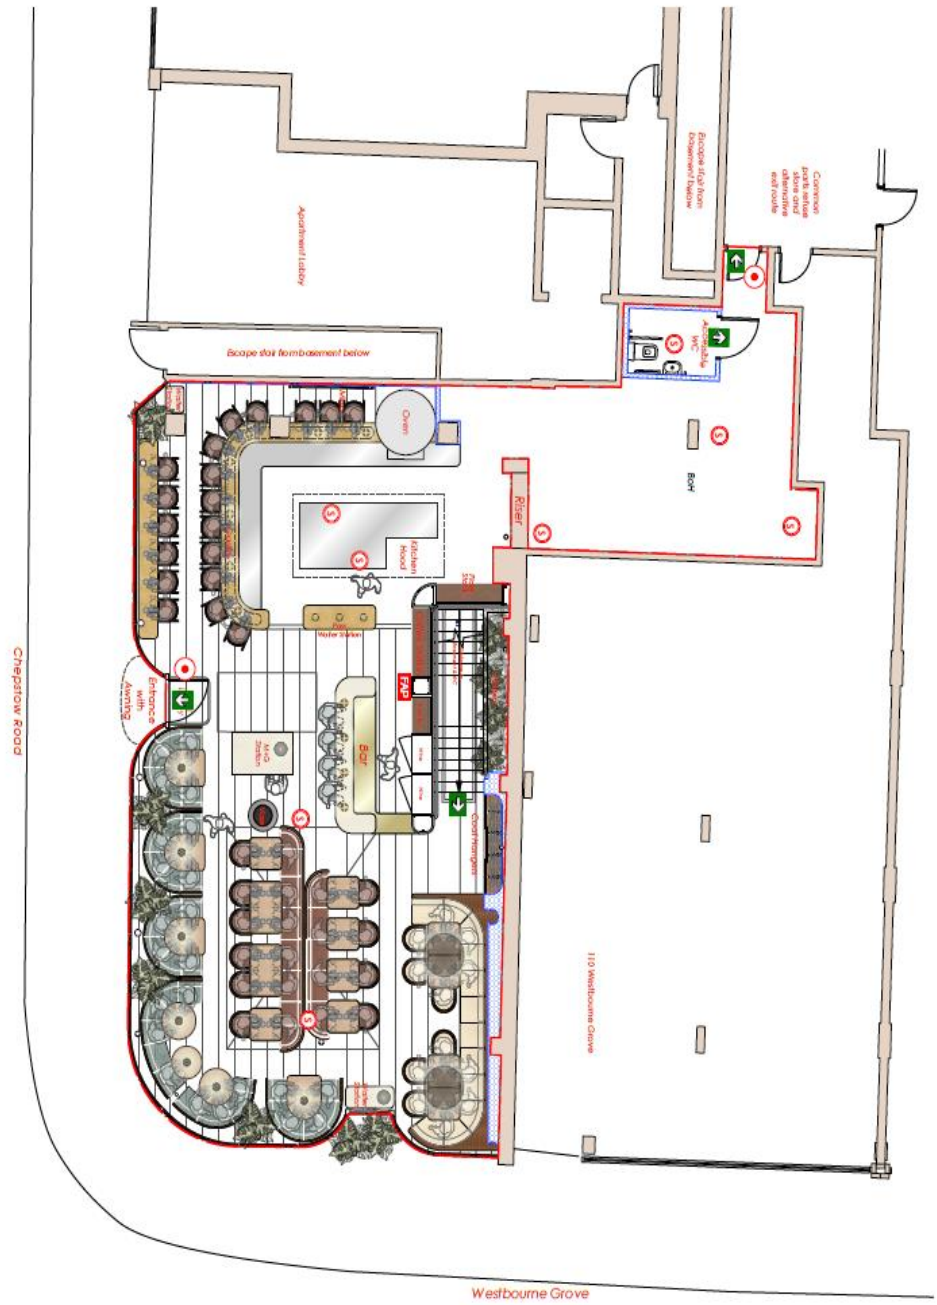 Escape stair from
basement below
Common
parts refuse
store and
alternative
exit route
Apartment Lobby
Accessible
WC
S
Escape stair from basement below
Oven
S
BoH
Riser
S
S
S
Kitchen
Hood
S
Waiter Station
Entrance
with
Awning
FAP
M+G
Station
Bar
Coat Hangers
S
S
110 Westbourne Grove
Chepstow Road
Westbourne Grove